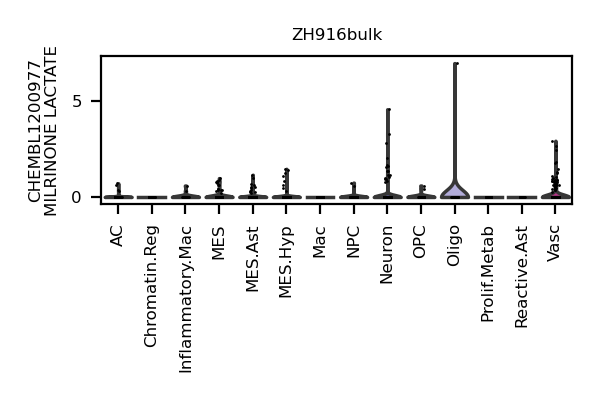 ZH916bulk
CHEMBL1200977
MILRINONE LACTATE
5
0
AC
Chromatin.Reg
Inflammatory.Mac
MES
MES.Ast
MES.Hyp
Mac
NPC
Neuron
OPC
Oligo
Prolif.Metab
Reactive.Ast
Vasc